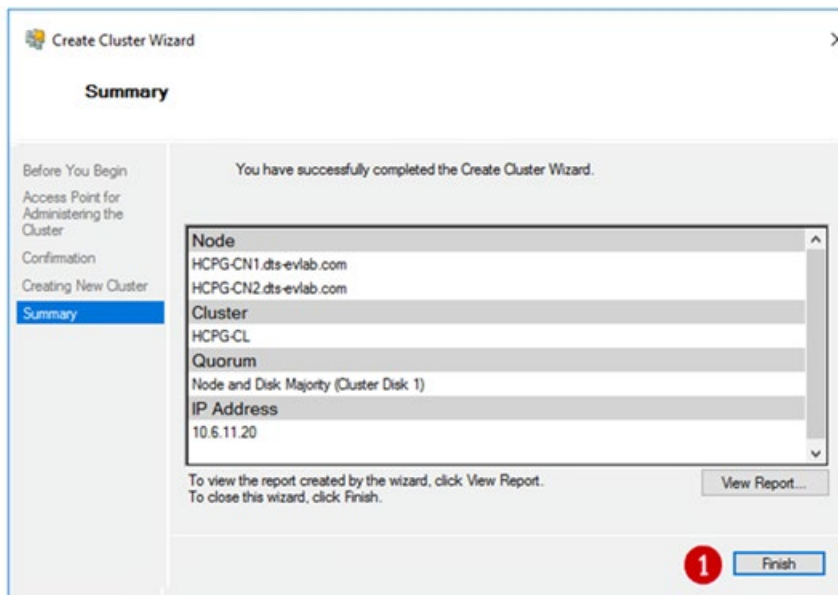 Create Cluster Wizard
Summary
Before You Begin
Access Point for
Administering the
Cluster
Confirmation
Creating New Cluster
Summary
You have successfully completed the Create Cluster Wizard.
Node
HCPG-CN1.dts-evlab.com
HCPG-CN2.dts-evlab.com
Cluster
HCPG-CL
Quorum
Node and Disk Majority (Cluster Disk 1)
IP Address
10.6.11.20
To view the report created by the wizard, click View Report.
To close this wizard, click Finish.
View Report...
1
Finish